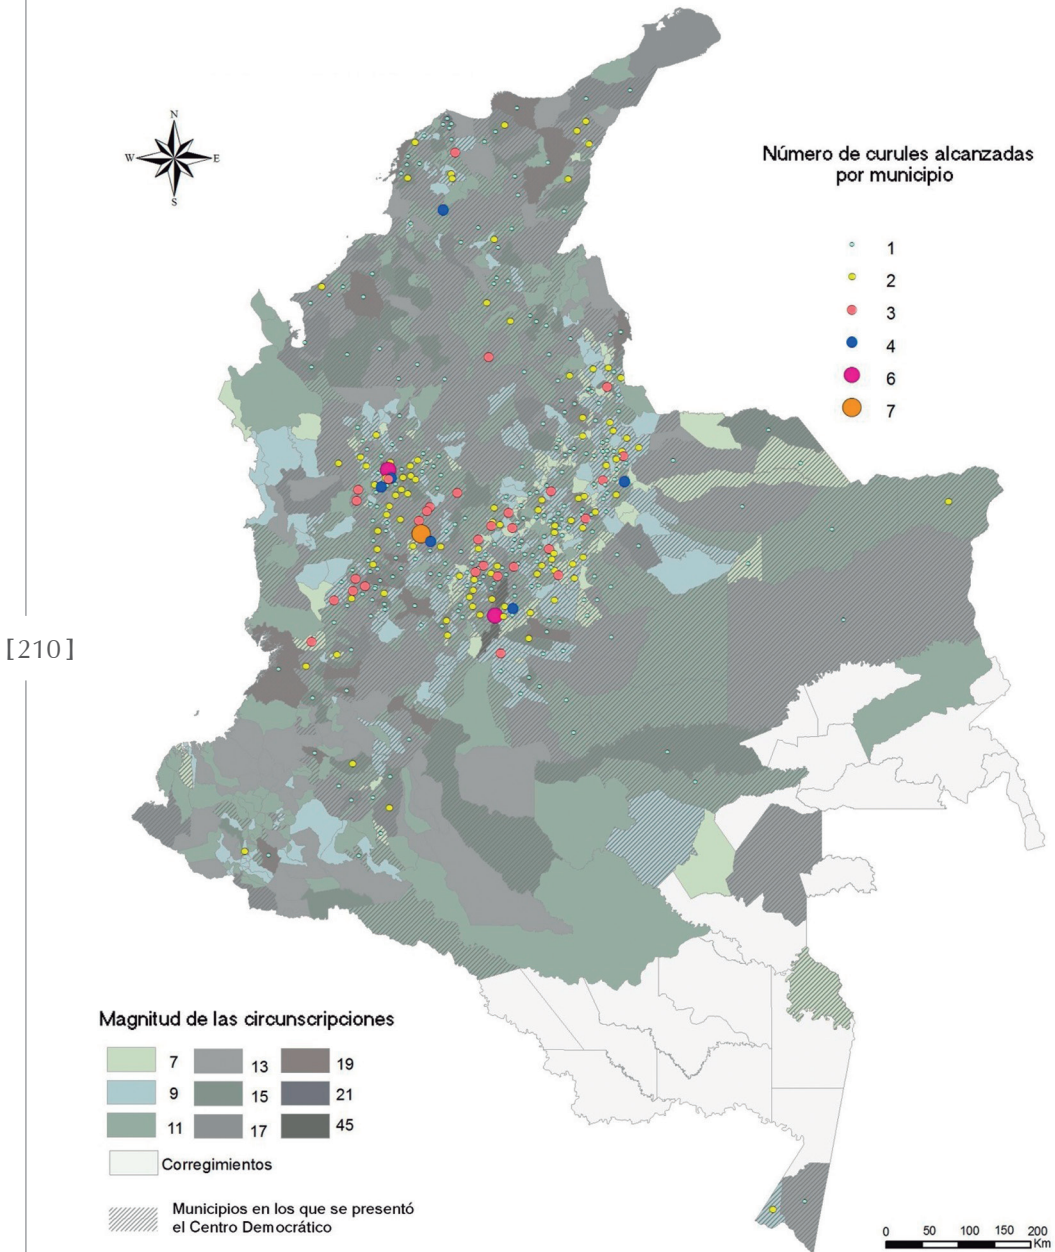 N
W E
S
Número de curules alcanzadas
por municipio
1
2
3
4
6
7
[210]
Magnitud de las circunscripciones
7 13 19
9 15 21
11 17 45
Corregimientos
Municipios en los que se presentó
el Centro Democrático
0 50 100 150 200
Km